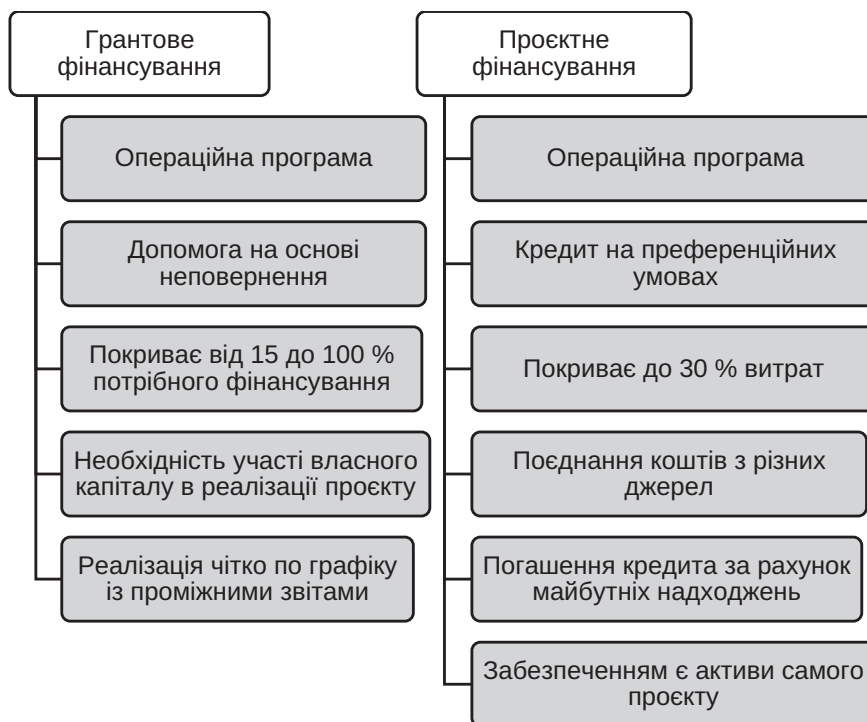 Грантове
фінансування
Операційна програма
Допомога на основі
неповернення
Покриває від 15 до 100 %
потрібного фінансування
Необхідність участі власного
капіталу в реалізації проєкту
Реалізація чітко по графіку
із проміжними звітами
Проєктне
фінансування
Операційна програма
Кредит на преференційних
умовах
Покриває до 30 % витрат
Поєднання коштів з різних
джерел
Погашення кредита за рахунок
майбутніх надходжень
Забезпеченням є активи самого
проєкту